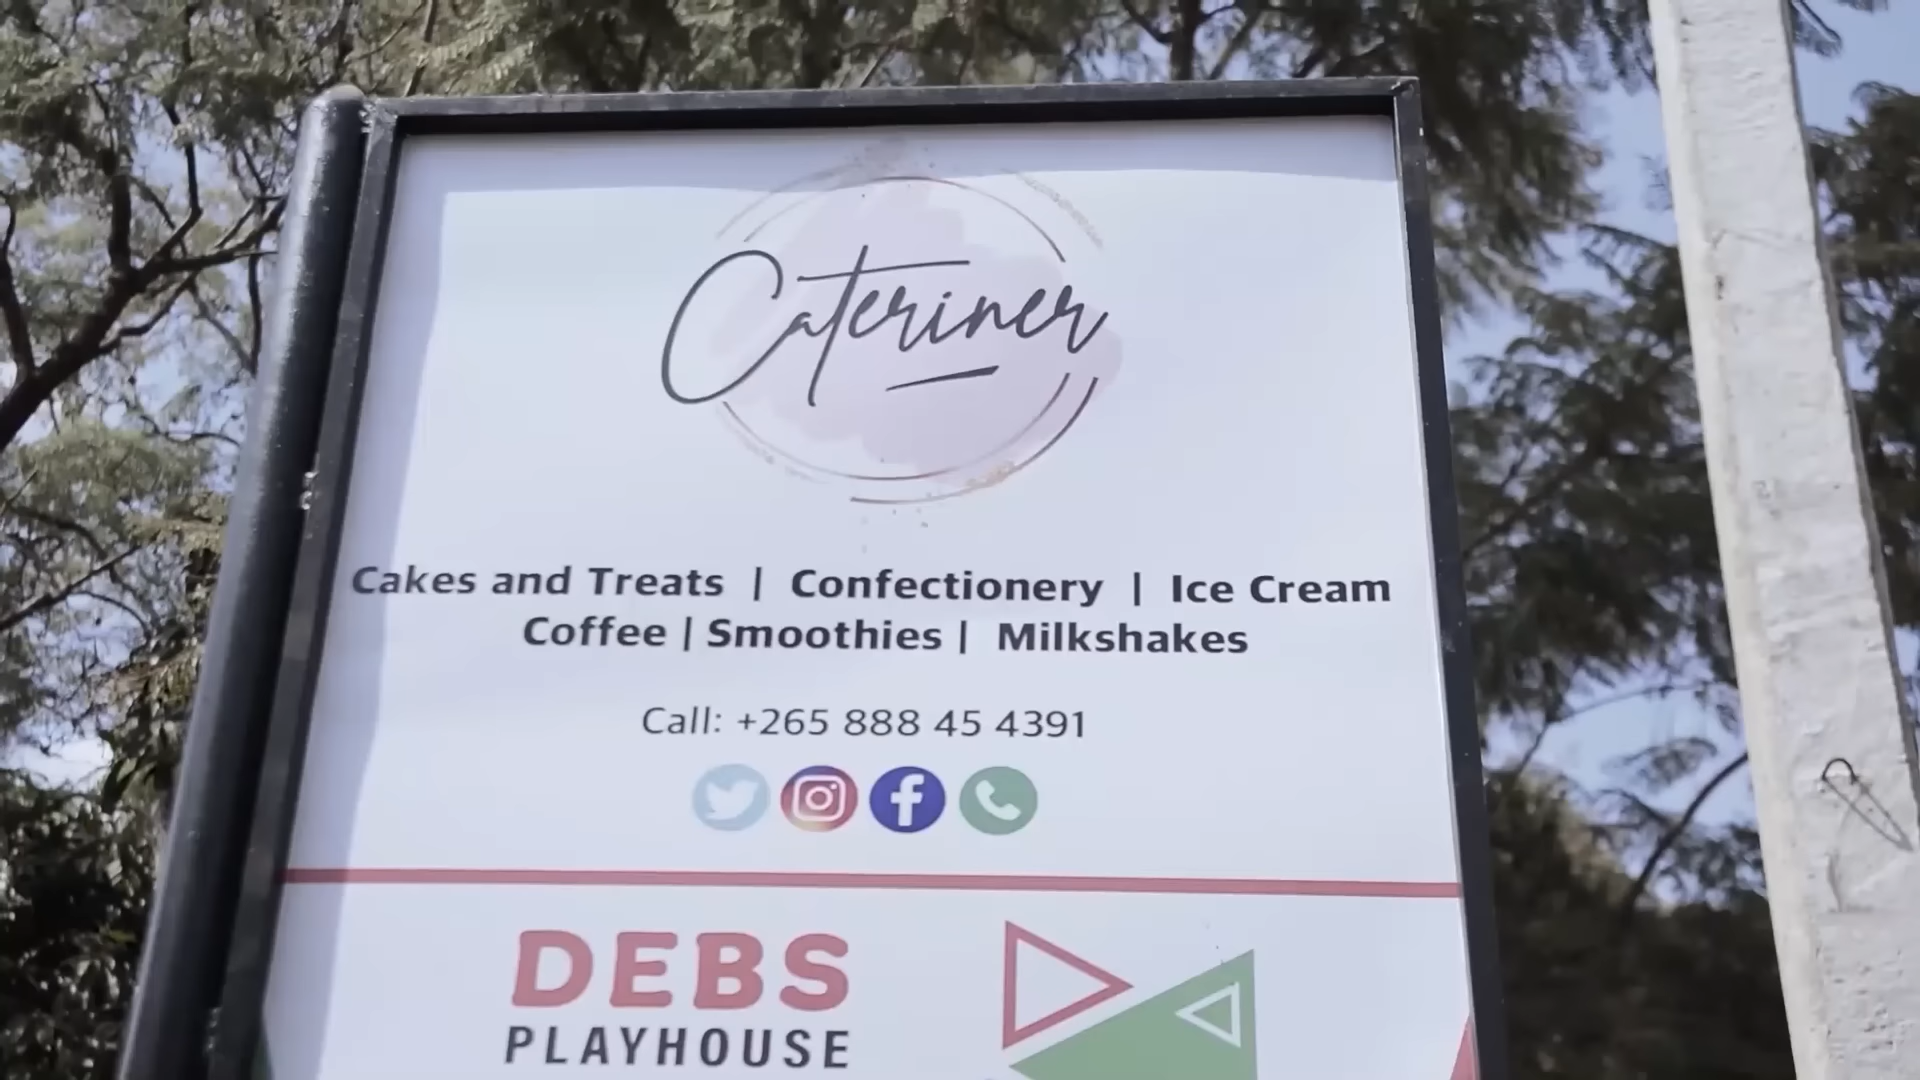 Cateriner
Cakes and Treats | Confectionery | Ice Cream
Coffee | Smoothies | Milkshakes
Call: +265 888 45 4391
DEBS
PLAYHOUSE